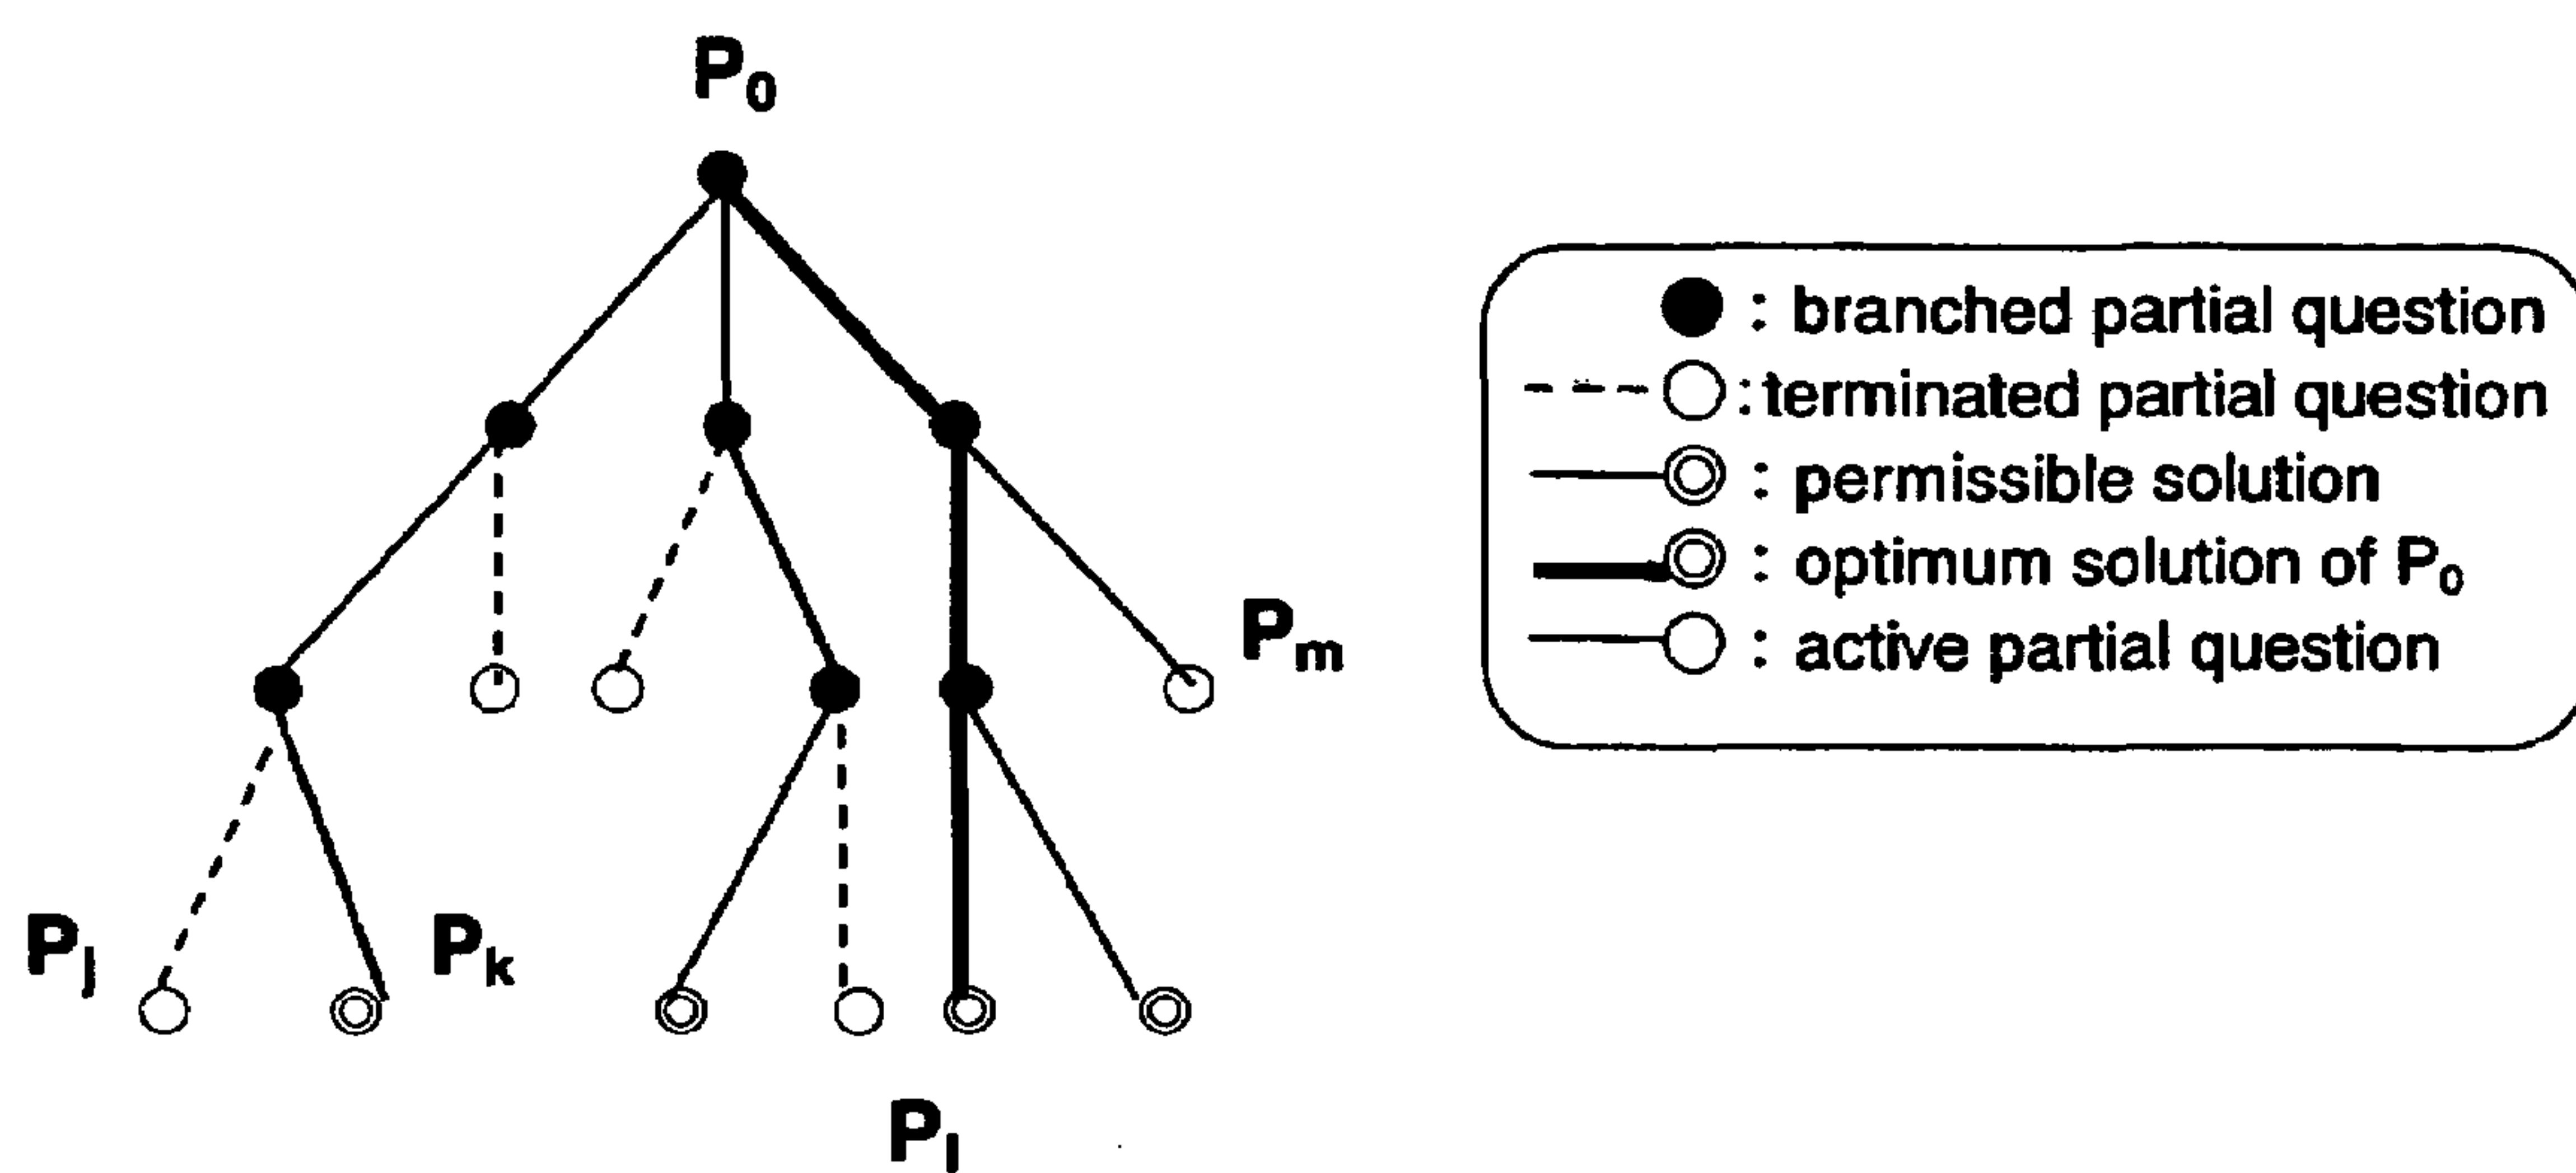 P₀
● : branched partial question
○ : terminated partial question
◎ : permissible solution
◎ : optimum solution of P₀
○ : active partial question
Pₘ
Pⱼ
Pₖ
Pₗ